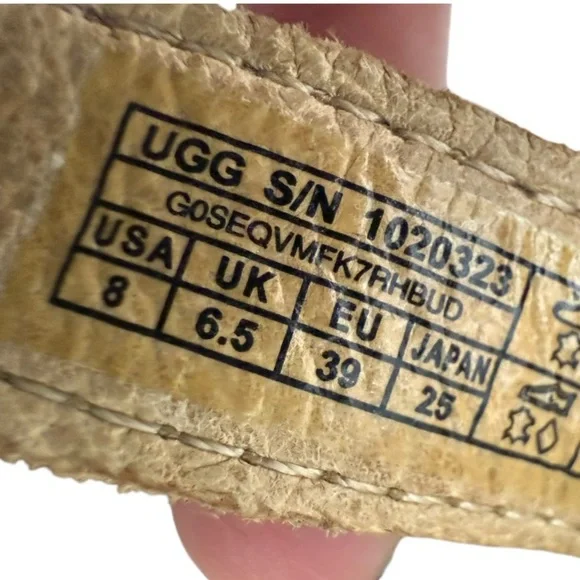 UGG S/N 1020323
G0SEQVMFK7RHBUD
USA UK EU JAPAN
8 6.5 39 25